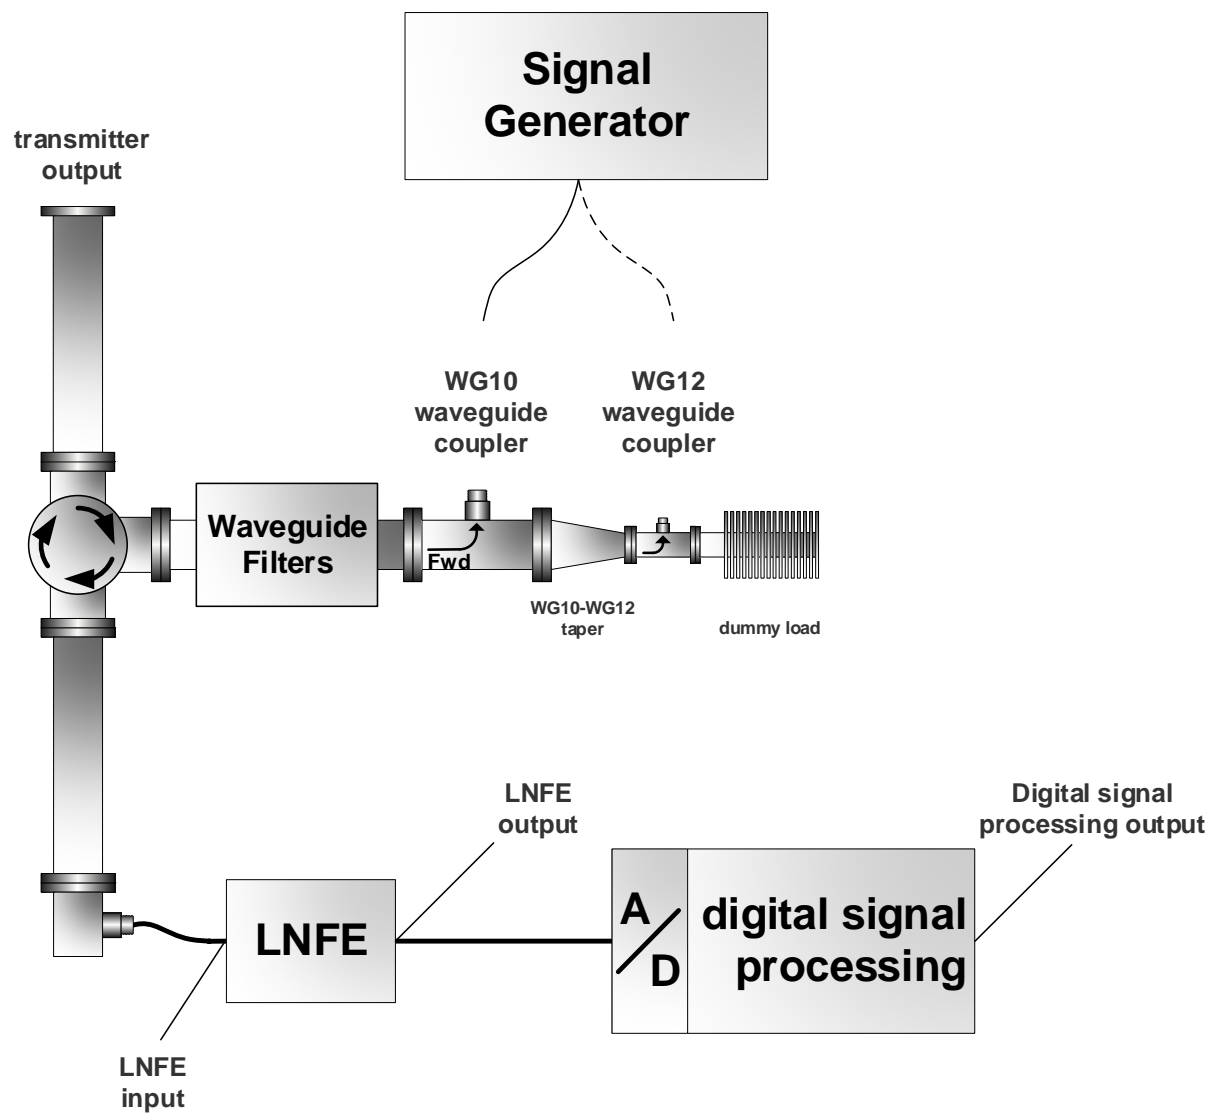 Signal
Generator
transmitter
output
WG10
waveguide
coupler
WG12
waveguide
coupler
Waveguide
Filters
Fwd
WG10-WG12
taper
dummy load
LNFE
output
Digital signal
processing output
LNFE
A/D
digital signal
processing
LNFE
input